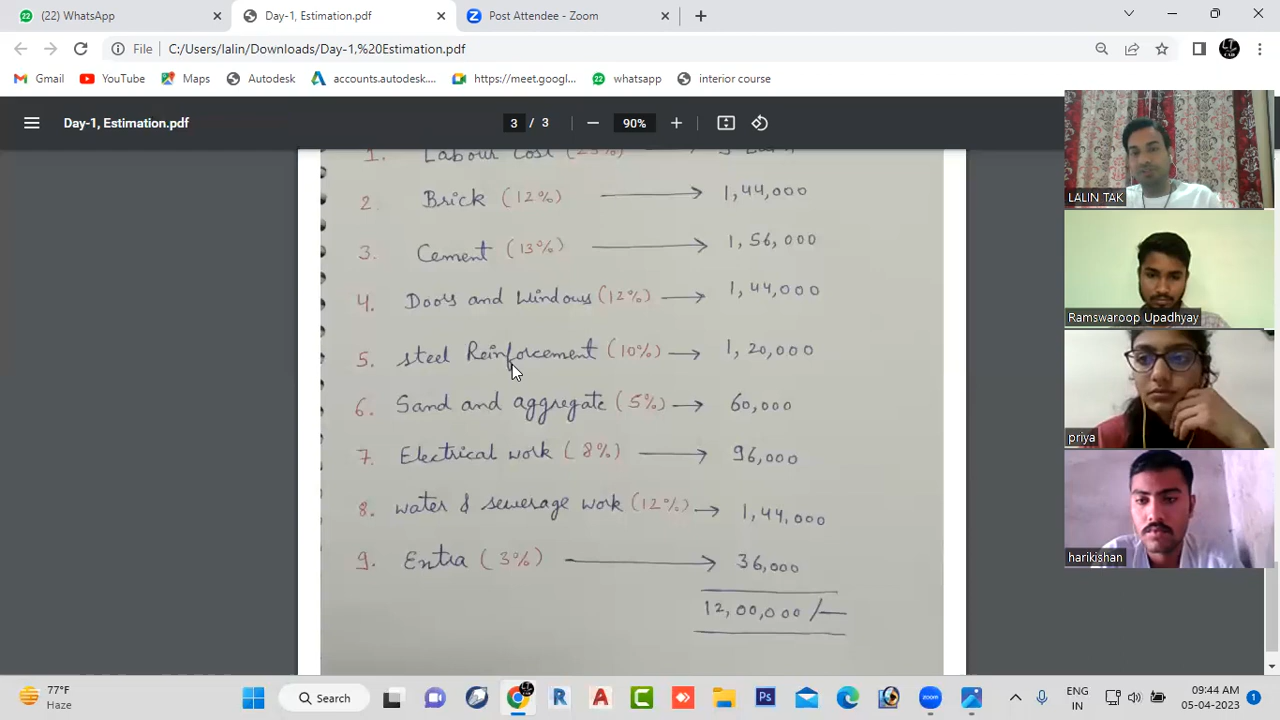 (22) WhatsApp
Day-1, Estimation.pdf
Post Attendee - Zoom
File
C:/Users/lalin/Downloads/Day-1,%20Estimation.pdf
Gmail
YouTube
Maps
Autodesk
accounts.autodesk....
https://meet.googl...
whatsapp
interior course
Day-1, Estimation.pdf
3 / 3
90%
1. Labour Cost (25%)
2. Brick (12%) 1,44,000
3. Cement (13%) 1,56,000
4. Doors and Windows (12%) 1,44,000
5. steel Reinforcement (10%) 1,20,000
6. Sand and aggregate (5%) 60,000
7. Electrical work (8%) 96,000
8. water & sewerage work (12%) 1,44,000
9. Extra (3%) 36,000
12,00,000/-
LALIN TAK
Ramswaroop Upadhyay
priya
harikishan
77°F
Haze
Search
ENG
IN
09:44 AM
05-04-2023
1